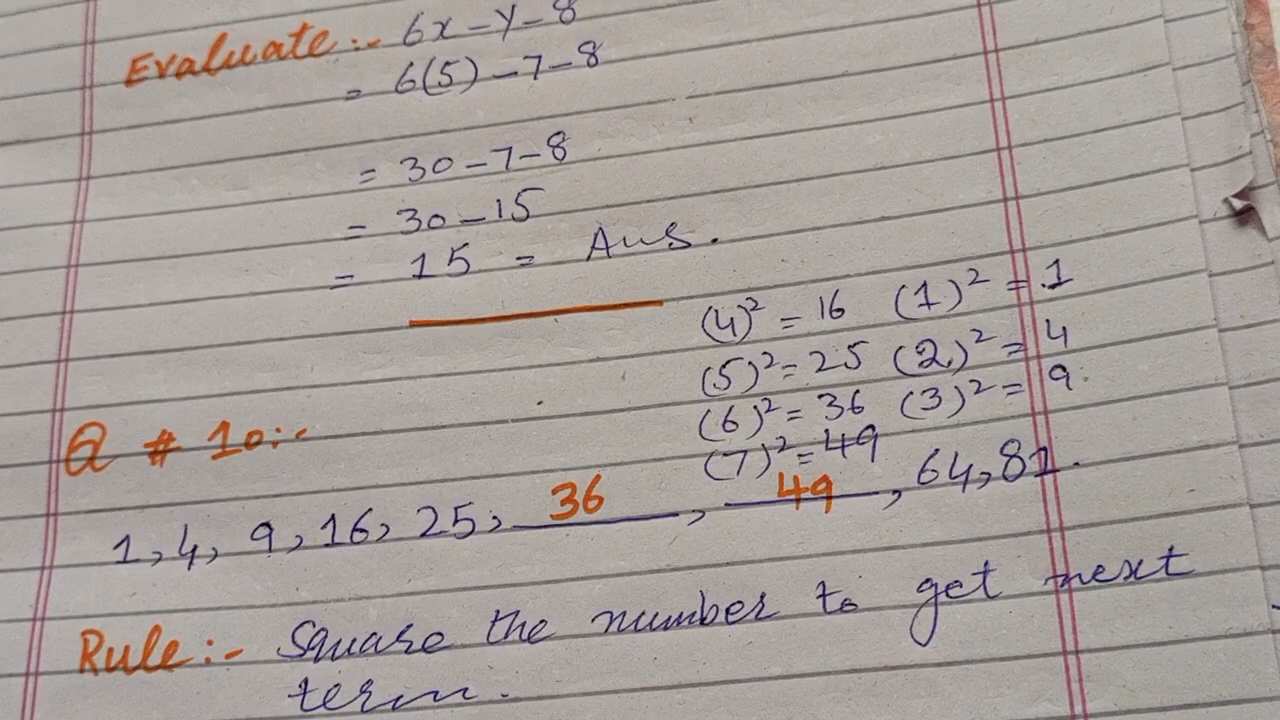 Evaluate:- 6x-y-8
= 6(5)-7-8
= 30-7-8
= 30-15
= 15 = Ans.
(4)² = 16 (1)² = 1
(5)² = 25 (2)² = 4
(6)² = 36 (3)² = 9
(7)² = 49
Q # 10:-
1, 4, 9, 16, 25, 36, 49, 64, 81.
Rule:- Square the number to get next
term.